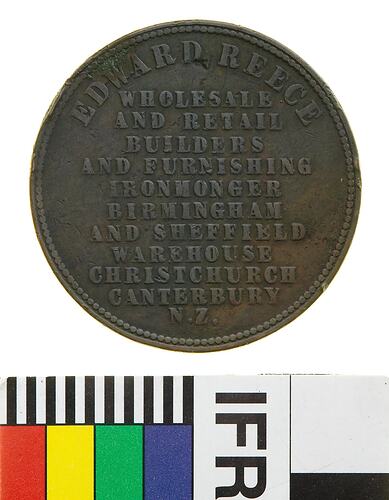 EDWARD REECE
WHOLESALE
AND RETAIL
BUILDERS
AND FURNISHING
IRONMONGER
BIRMINGHAM
AND SHEFFIELD
WAREHOUSE
CHRISTCHURCH
CANTERBURY
N.Z.
IFR